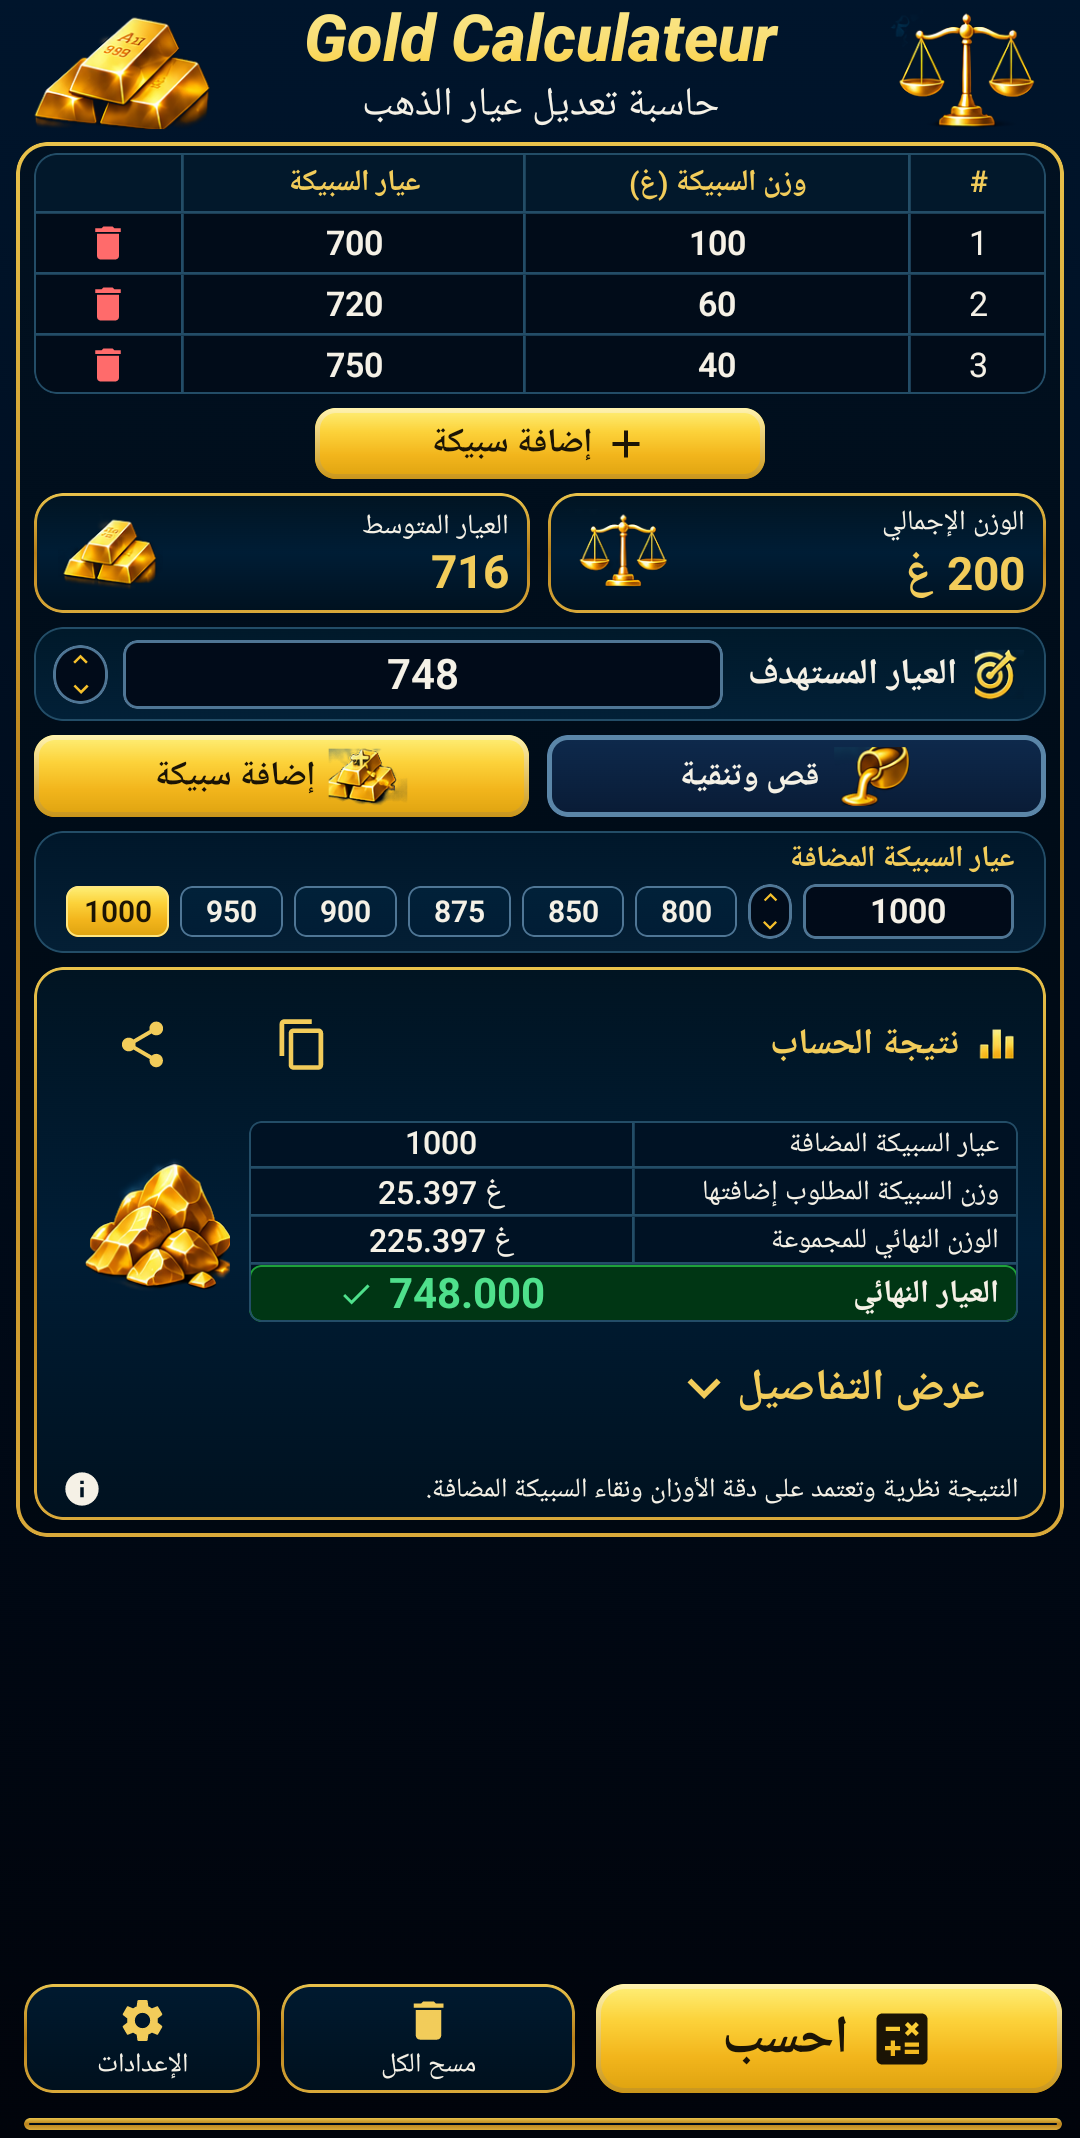 Gold Calculateur
حاسبة تعديل عيار الذهب
# وزن السبيكة (غ) عيار السبيكة
1 100 700
2 60 720
3 40 750
+ إضافة سبيكة
الوزن الإجمالي
200 غ
العيار المتوسط
716
العيار المستهدف 748
قص وتنقية
إضافة سبيكة
عيار السبيكة المضافة
1000 800 850 875 900 950 1000
نتيجة الحساب
عيار السبيكة المضافة 1000
وزن السبيكة المطلوب إضافتها 25.397 غ
الوزن النهائي للمجموعة 225.397 غ
العيار النهائي 748.000 ✓
عرض التفاصيل
النتيجة نظرية وتعتمد على دقة الأوزان ونقاء السبيكة المضافة.
احسب
مسح الكل
الإعدادات